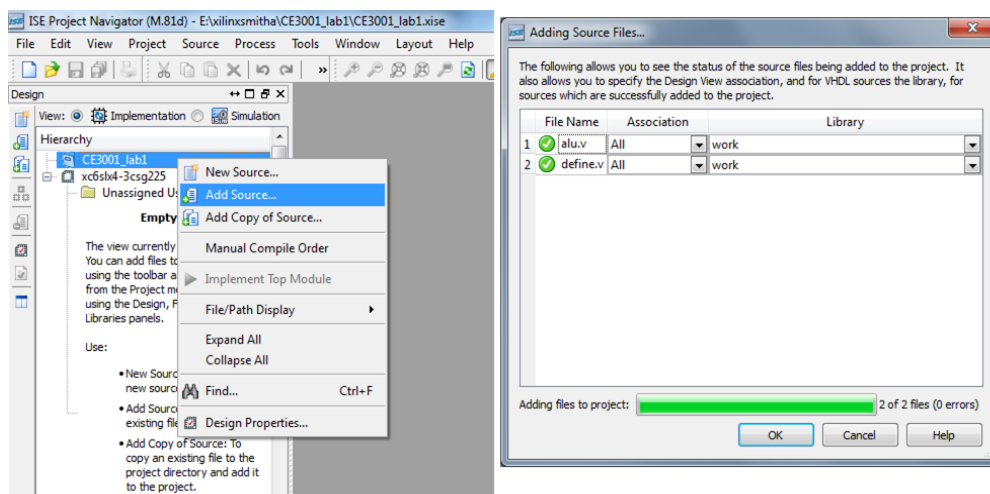 ISE Project Navigator (M.81d) - E:\xilinxsmitha\CE3001_lab1\CE3001_lab1.xise
File Edit View Project Source Process Tools Window Layout Help
»
Design
View: Implementation Simulation
Hierarchy
CE3001_lab1
xc6slx4-3csg225
Unassigned
Empty
The view currently
You can add files
using the toolbar
from the Project
using the Design,
Libraries panels.
Use:
•New
new
•Add
existing
•Add Copy of Source: To
copy an existing file to the
project directory and add it
to the project.
New Source...
Add Source...
Add Copy of Source...
Manual Compile Order
Implement Top Module
File/Path Display
Expand All
Collapse All
Find... Ctrl+F
Design Properties...
Adding Source Files...
The following allows you to see the status of the source files being added to the project. It
also allows you to specify the Design View association, and for VHDL sources the library, for
sources which are successfully added to the project.
File Name Association Library
1 alu.v All work
2 define.v All work
Adding files to project: 2 of 2 files (0 errors)
OK Cancel Help